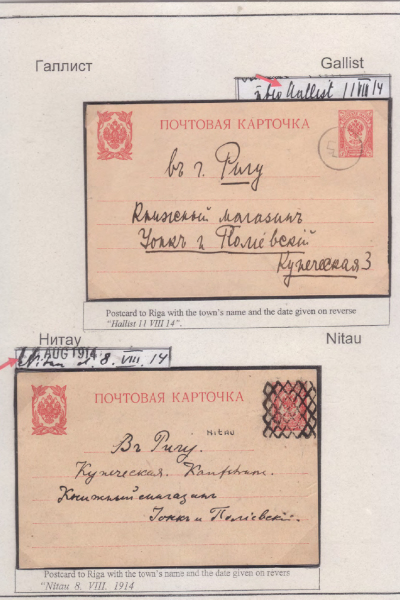 Галлист Gallist
Gallist 11 VIII 14
ПОЧТОВАЯ КАРТОЧКА
въ г. Ригу
Книжный магазинъ
Іонкъ и Поліевскій
Купеческая 3
Postcard to Riga with the town's name and the date given on reverse
"Hallist 11 VIII 14".
Нитау Nitau
AUG 1914
Nitau 8. VIII. 14
ПОЧТОВАЯ КАРТОЧКА
Nitau
Въ Ригу.
Купеческая.
Книжный магазинъ
Іонкъ и Поліевскій.
Postcard to Riga with the town's name and the date given on revers
"Nitau 8. VIII. 1914